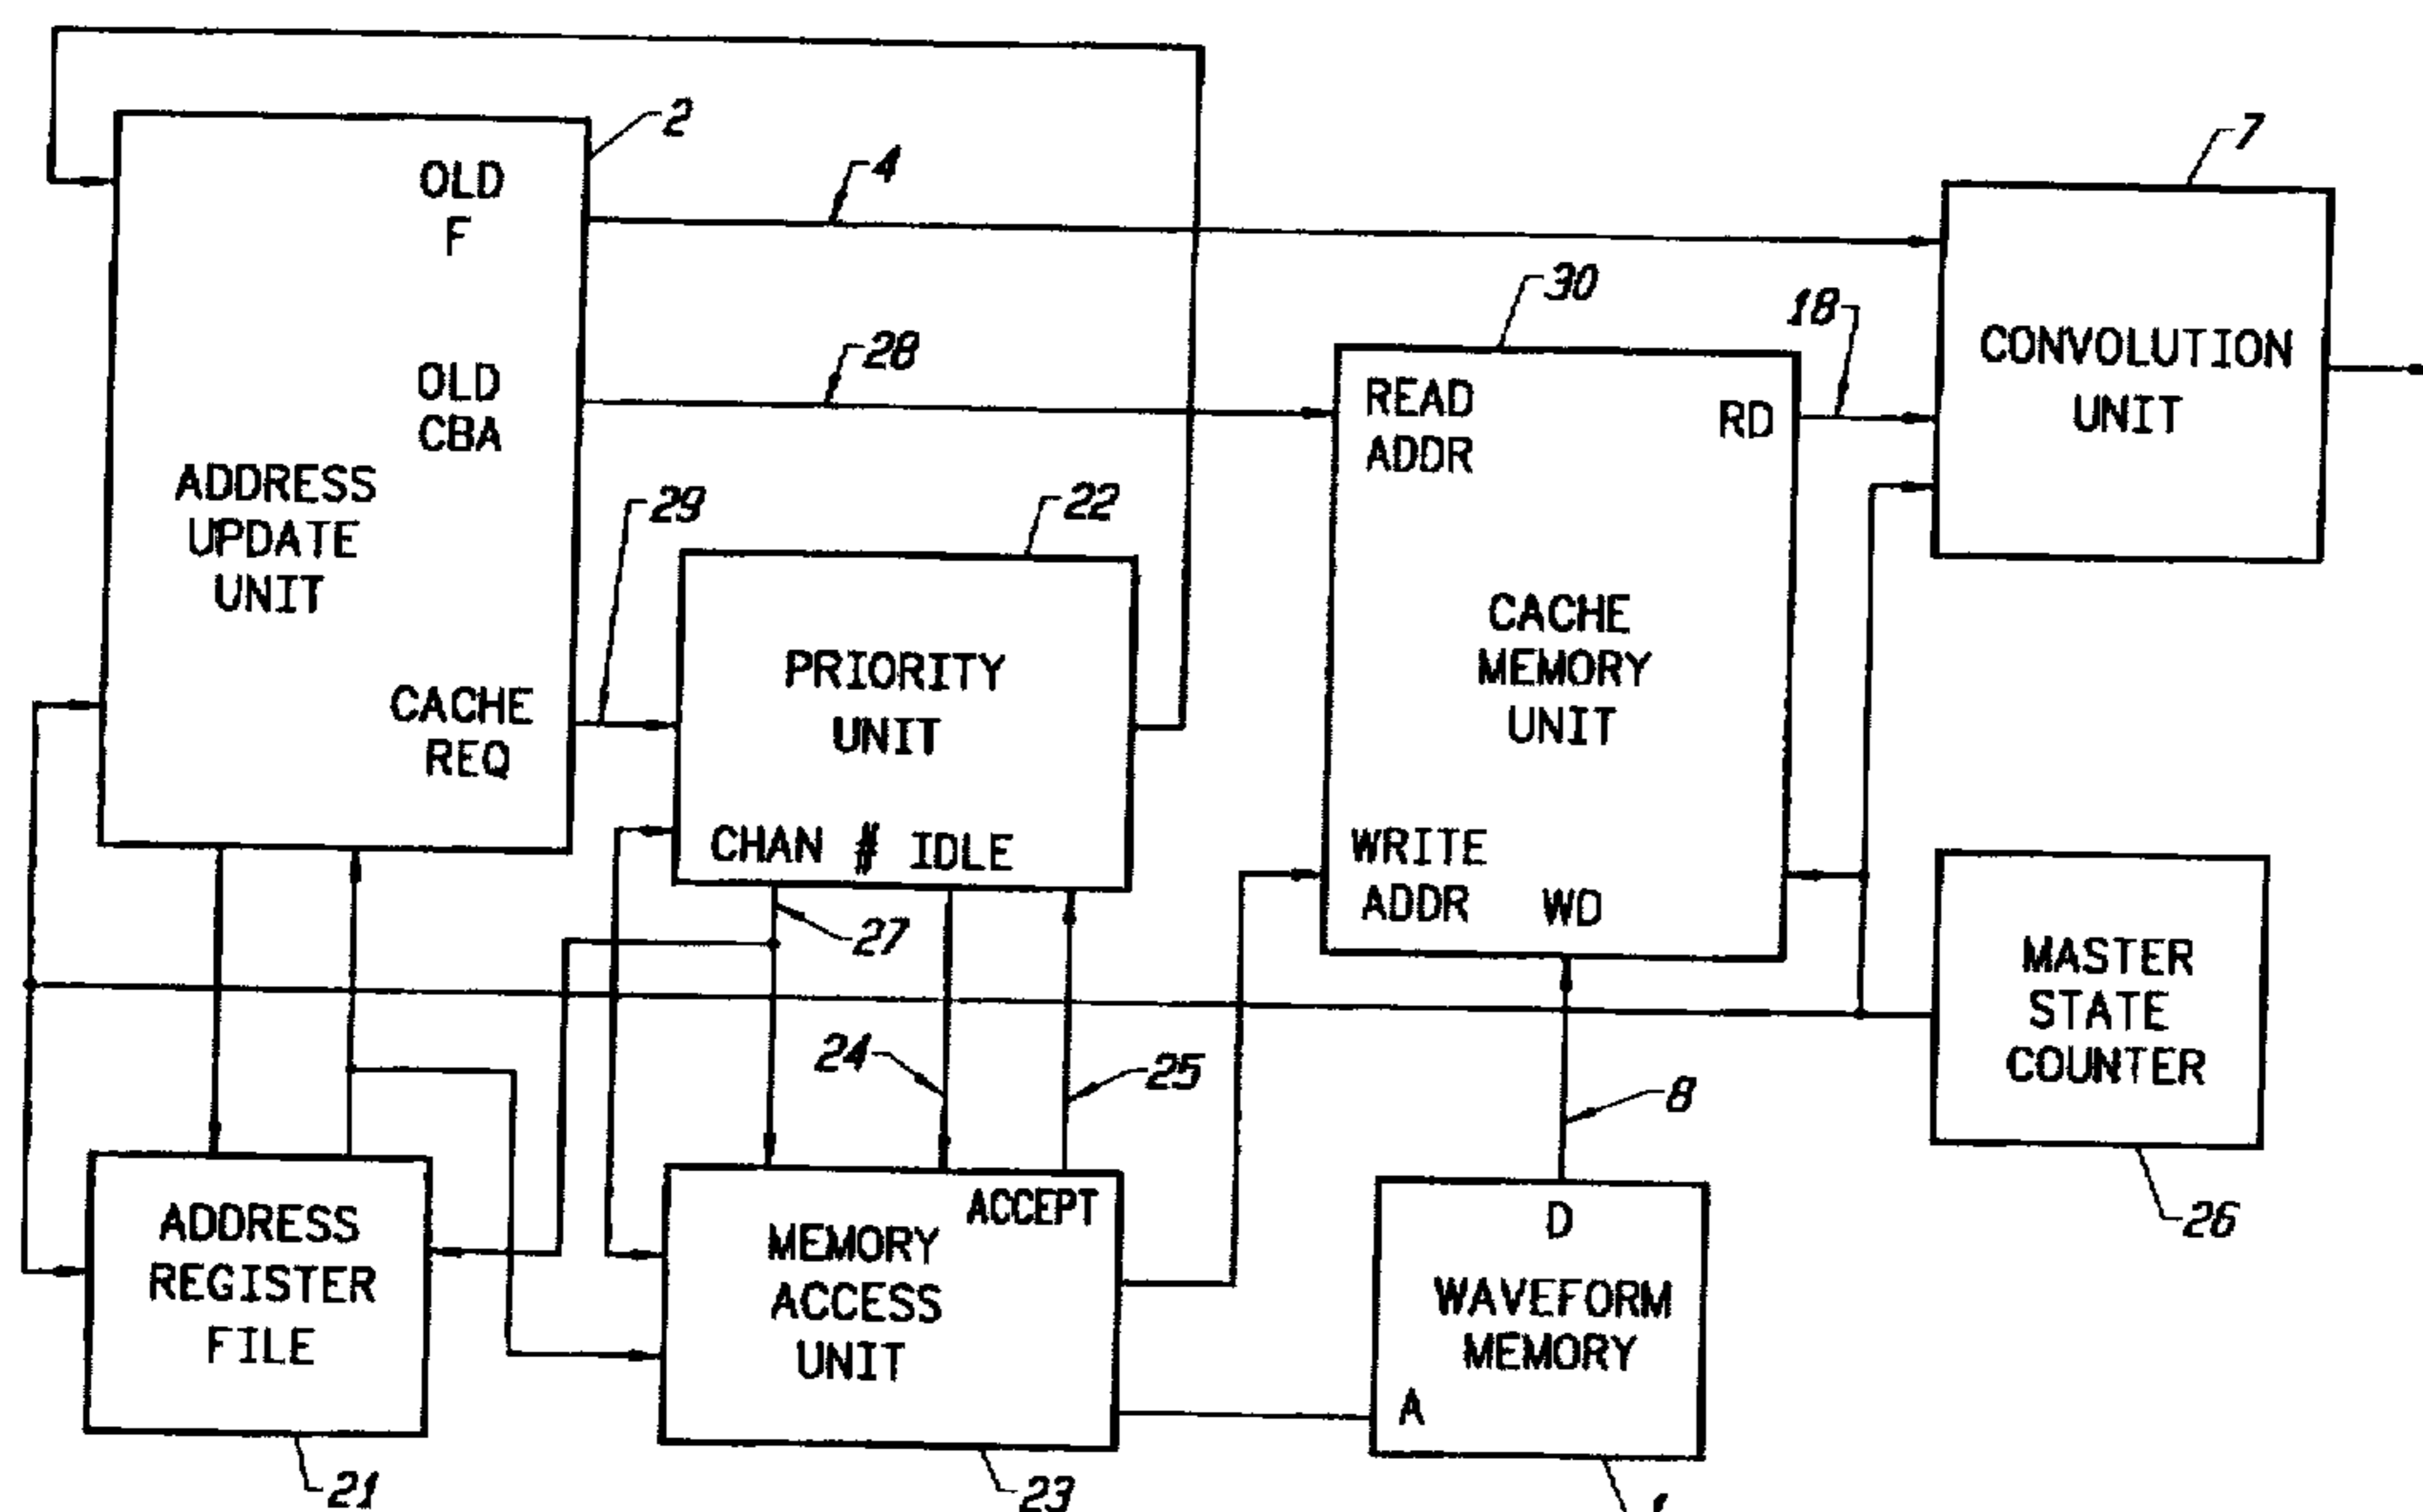 2
OLD
F
4
7
OLD
CBA
28
30
18
READ
ADDR
RD
CONVOLUTION
UNIT
ADDRESS
UPDATE
UNIT
29
22
CACHE
REQ
PRIORITY
UNIT
CHAN # IDLE
CACHE
MEMORY
UNIT
WRITE
ADDR
WD
27
24
25
8
MASTER
STATE
COUNTER
26
ADDRESS
REGISTER
FILE
21
ACCEPT
MEMORY
ACCESS
UNIT
23
D
WAVEFORM
MEMORY
A
1